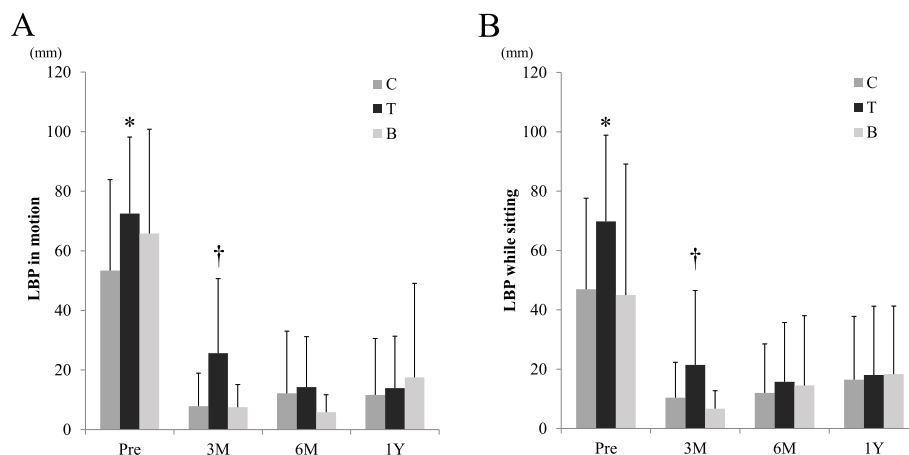 A
(mm)
120
100
80
60
40
20
0
LBP in motion
C
T
B
*
†
Pre 3M 6M 1Y
B
(mm)
120
100
80
60
40
20
0
LBP while sitting
C
T
B
*
†
Pre 3M 6M 1Y